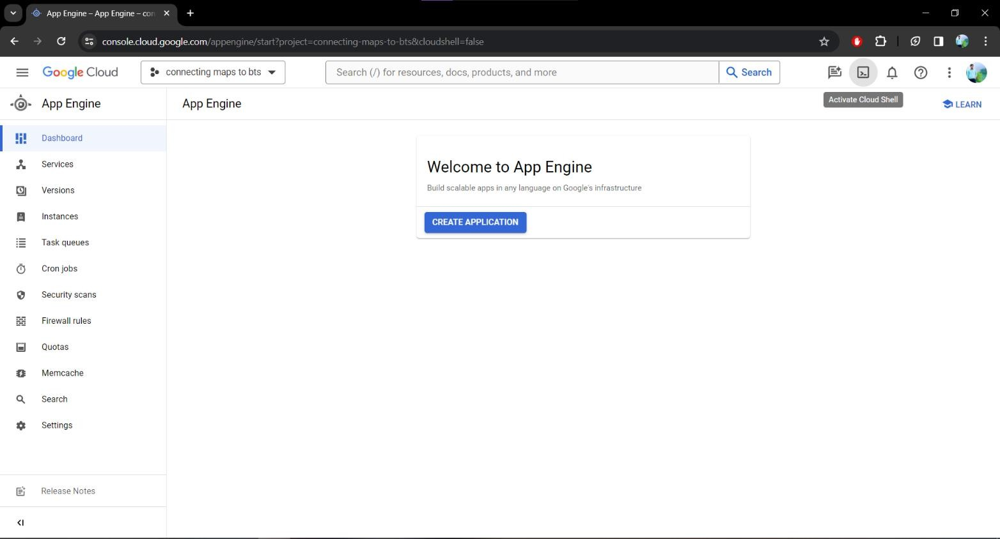 App Engine – App Engine – con
console.cloud.google.com/appengine/start?project=connecting-maps-to-bts&cloudshell=false
Google Cloud
connecting maps to bts
Search (/) for resources, docs, products, and more
Search
App Engine
App Engine
Activate Cloud Shell
LEARN
Dashboard
Services
Versions
Instances
Task queues
Cron jobs
Security scans
Firewall rules
Quotas
Memcache
Search
Settings
Release Notes
Welcome to App Engine
Build scalable apps in any language on Google's infrastructure
CREATE APPLICATION